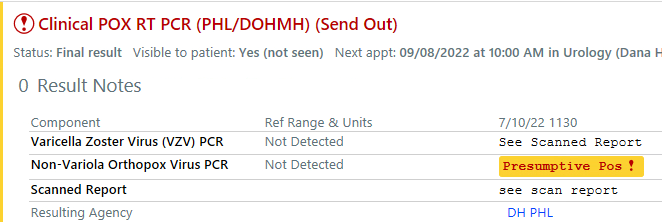 Clinical POX RT PCR (PHL/DOHMH) (Send Out)
Status: Final result Visible to patient: Yes (not seen) Next appt: 09/08/2022 at 10:00 AM in Urology (Dana H
0 Result Notes
Component Ref Range & Units 7/10/22 1130
Varicella Zoster Virus (VZV) PCR Not Detected See Scanned Report
Non-Variola Orthopox Virus PCR Not Detected Presumptive Pos !
Scanned Report see scan report
Resulting Agency DH PHL